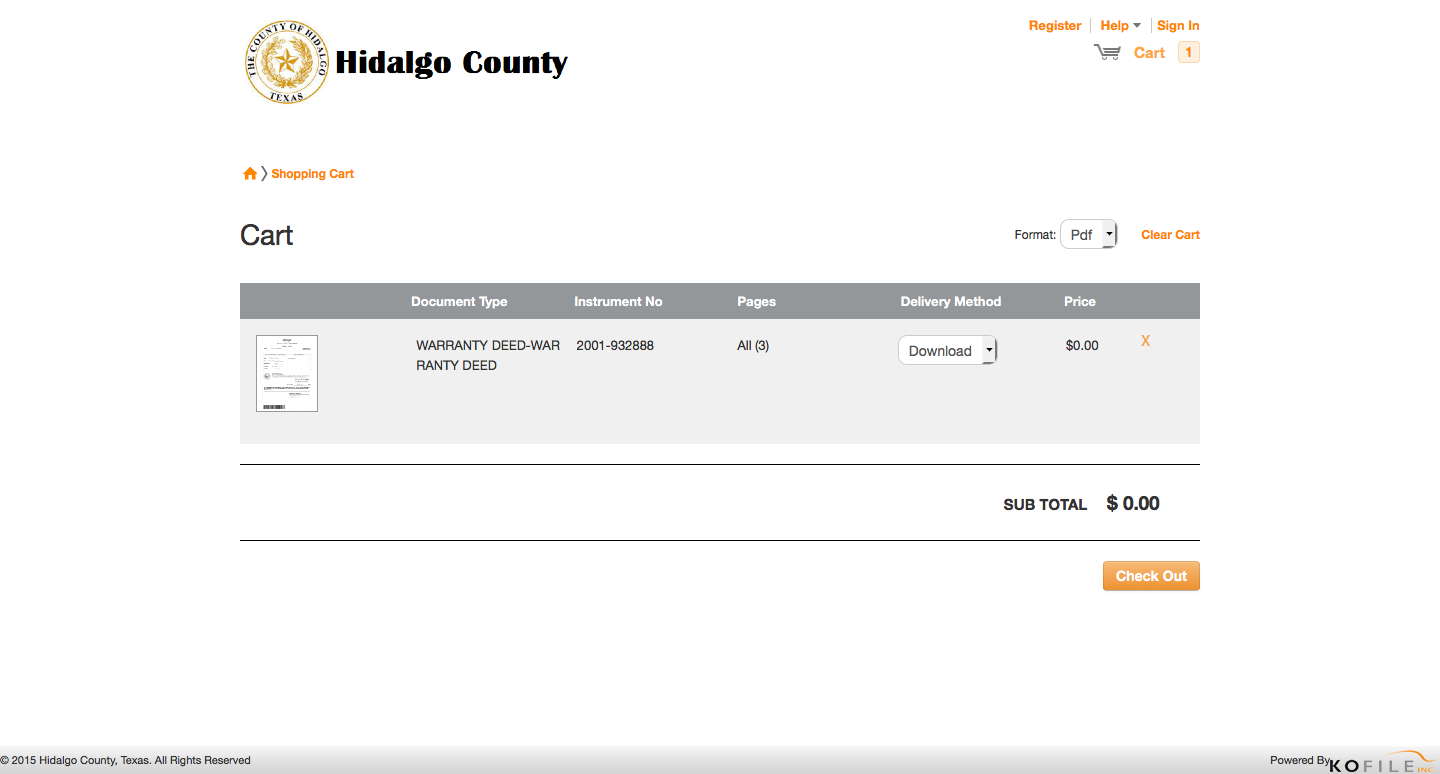 Register Help Sign In
THE COUNTY OF HIDALGO
TEXAS
Hidalgo County
Cart 1
Shopping Cart
Cart
Format: Pdf Clear Cart
Document Type Instrument No Pages Delivery Method Price
WARRANTY DEED-WAR 2001-932888 All (3) Download $0.00 X
RANTY DEED
SUB TOTAL $ 0.00
Check Out
© 2015 Hidalgo County, Texas. All Rights Reserved Powered By KOFILE INC.